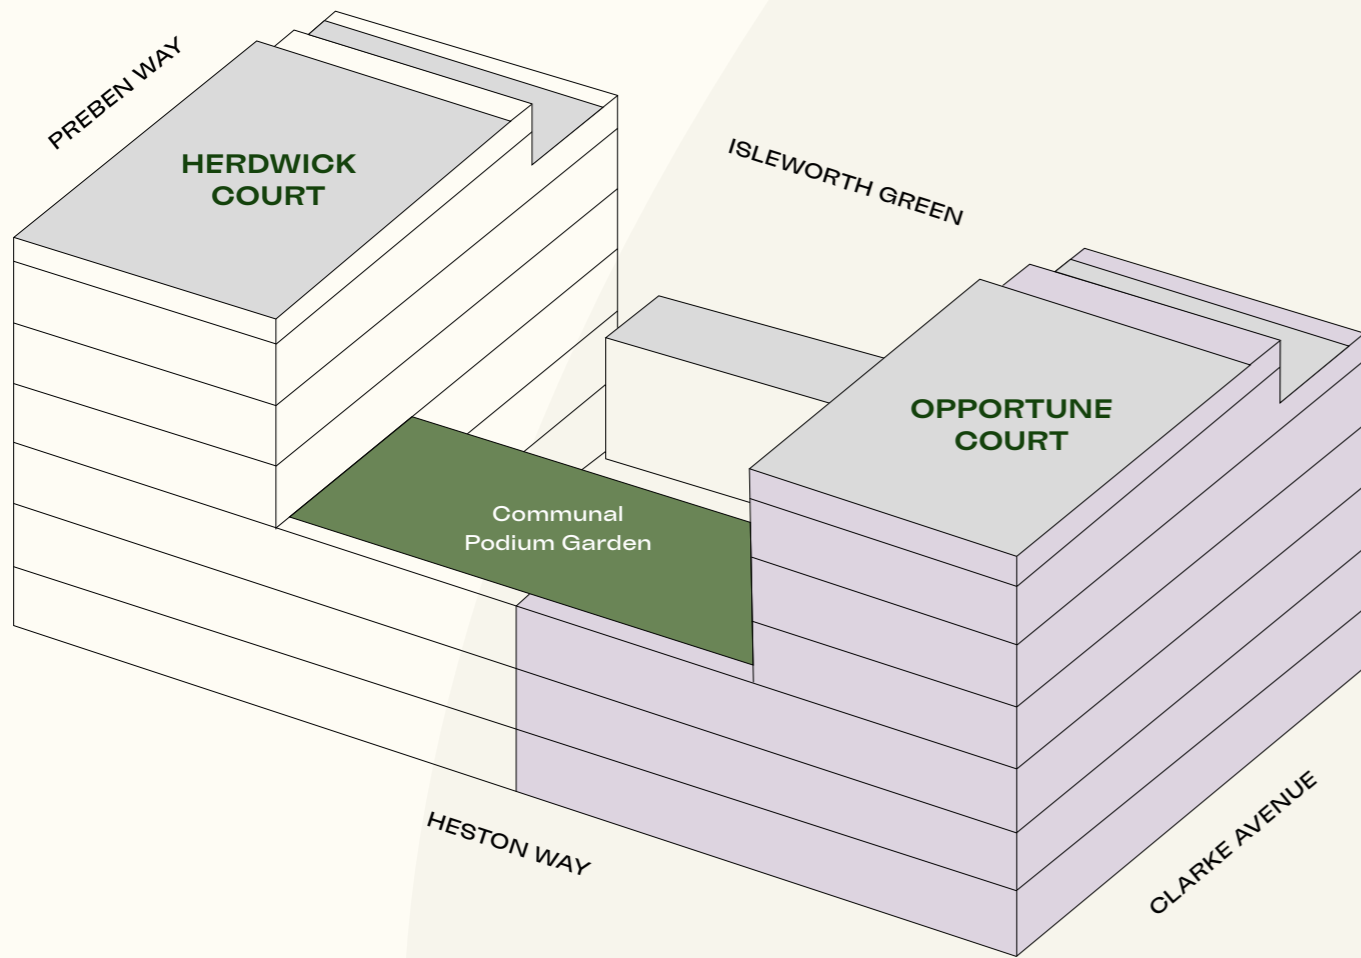 PREBEN WAY
HERDWICK
COURT
ISLEWORTH GREEN
OPPORTUNE
COURT
Communal
Podium Garden
HESTON WAY
CLARKE AVENUE